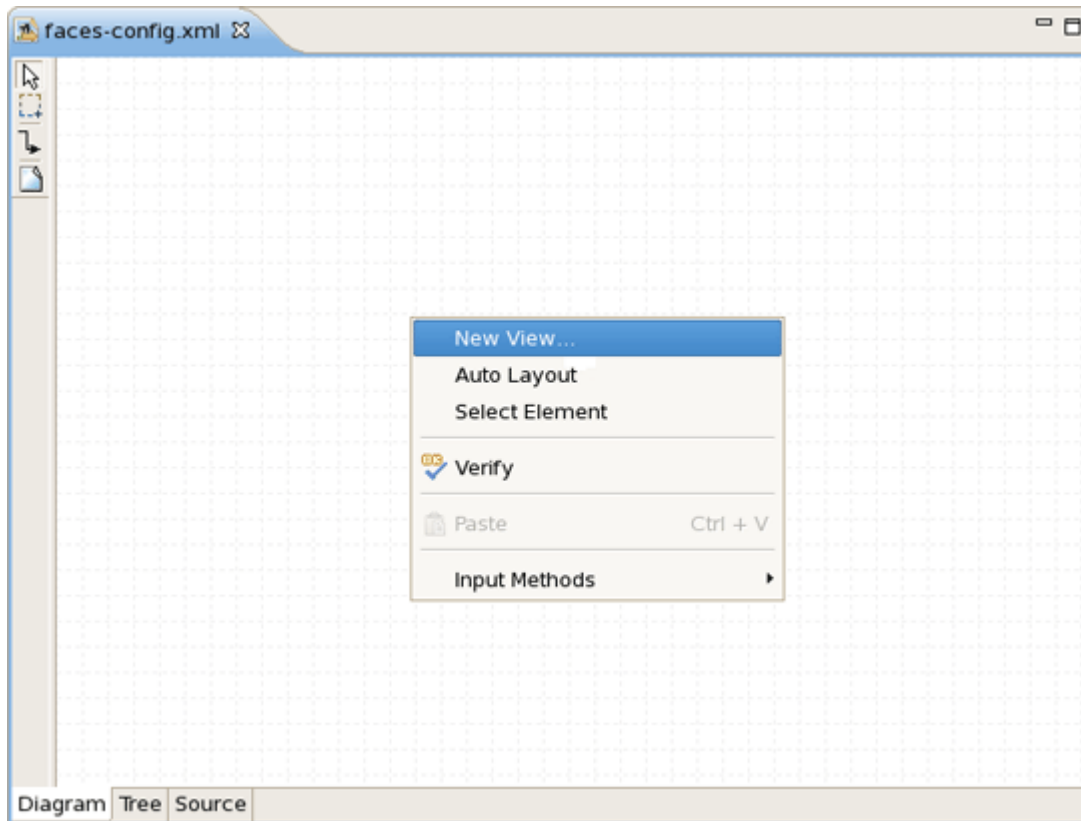 faces-config.xml
New View...
Auto Layout
Select Element
Verify
Paste Ctrl + V
Input Methods
Diagram Tree Source